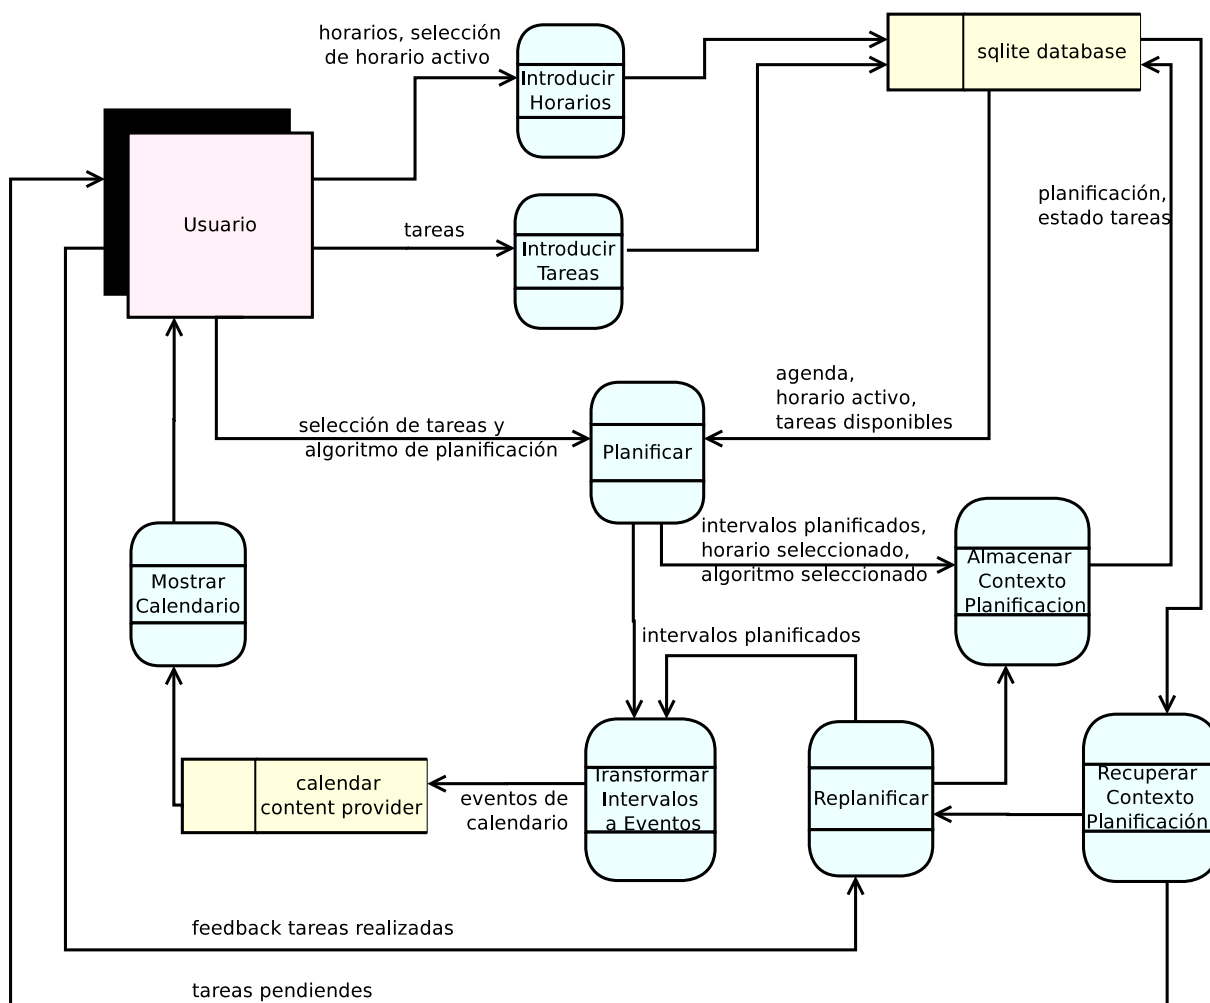 horarios, selección
de horario activo
Introducir
Horarios
sqlite database
Usuario
tareas
Introducir
Tareas
planificación,
estado tareas
agenda,
horario activo,
tareas disponibles
selección de tareas y
algoritmo de planificación
Planificar
intervalos planificados,
horario seleccionado,
algoritmo seleccionado
Almacenar
Contexto
Planificacion
Mostrar
Calendario
intervalos planificados
calendar
content provider
eventos de
calendario
Transformar
Intervalos
a Eventos
Replanificar
Recuperar
Contexto
Planificación
feedback tareas realizadas
tareas pendiendes